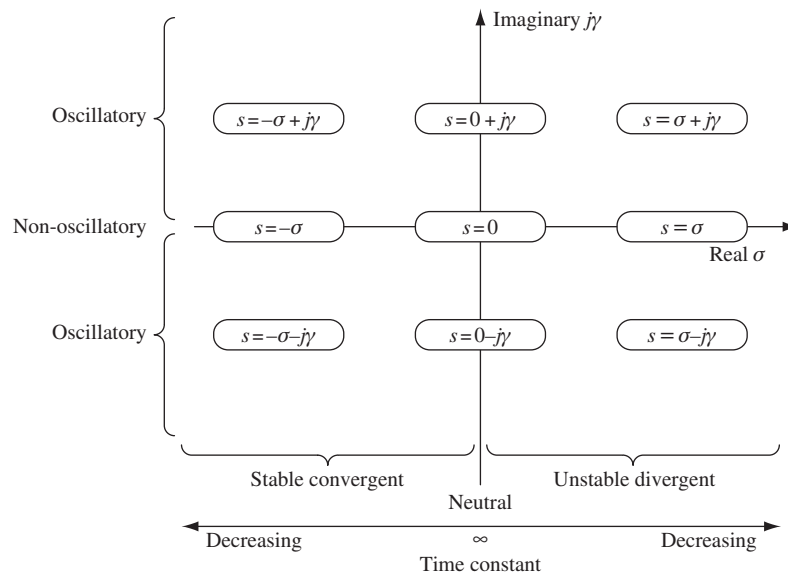 Imaginary jγ
Oscillatory
s=–σ + jγ
s=0 + jγ
s=σ + jγ
Non-oscillatory
s=–σ
s=0
s=σ
Real σ
Oscillatory
s=–σ–jγ
s=0–jγ
s=σ–jγ
Stable convergent
Unstable divergent
Neutral
Decreasing
∞
Decreasing
Time constant